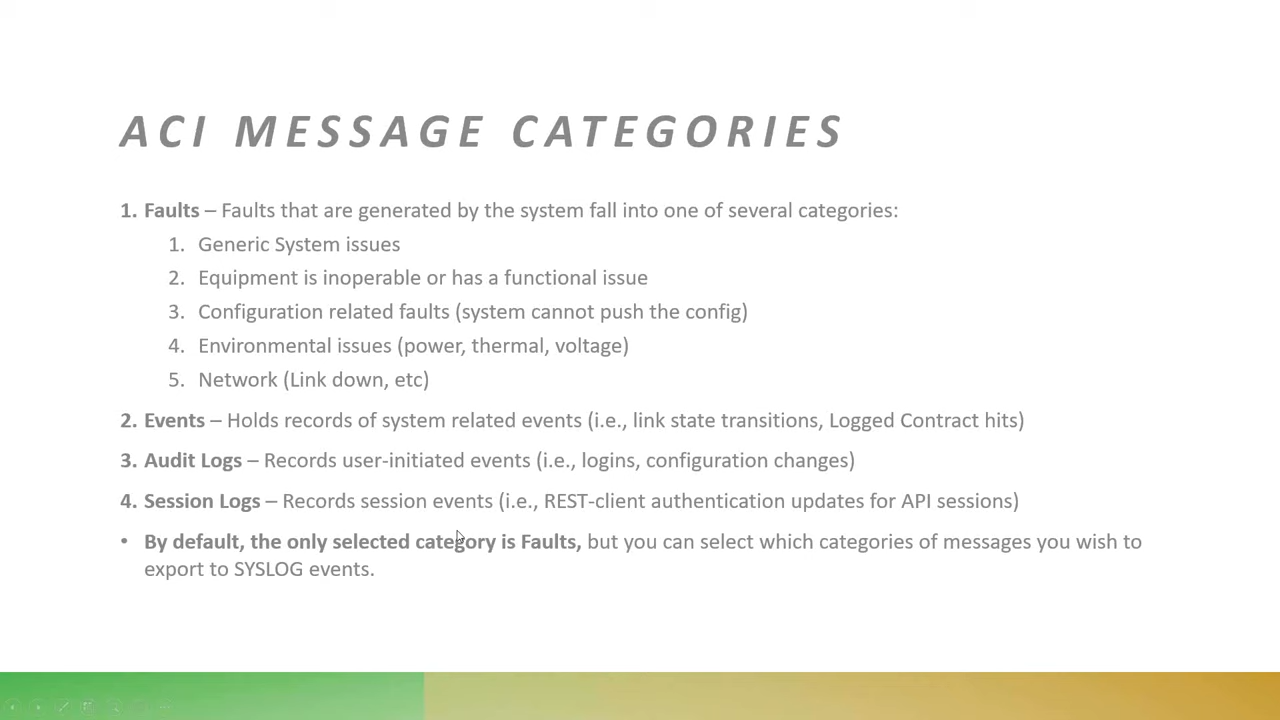 ACI MESSAGE CATEGORIES
1. Faults – Faults that are generated by the system fall into one of several categories:
1. Generic System issues
2. Equipment is inoperable or has a functional issue
3. Configuration related faults (system cannot push the config)
4. Environmental issues (power, thermal, voltage)
5. Network (Link down, etc)
2. Events – Holds records of system related events (i.e., link state transitions, Logged Contract hits)
3. Audit Logs – Records user-initiated events (i.e., logins, configuration changes)
4. Session Logs – Records session events (i.e., REST-client authentication updates for API sessions)
• By default, the only selected category is Faults, but you can select which categories of messages you wish to
export to SYSLOG events.